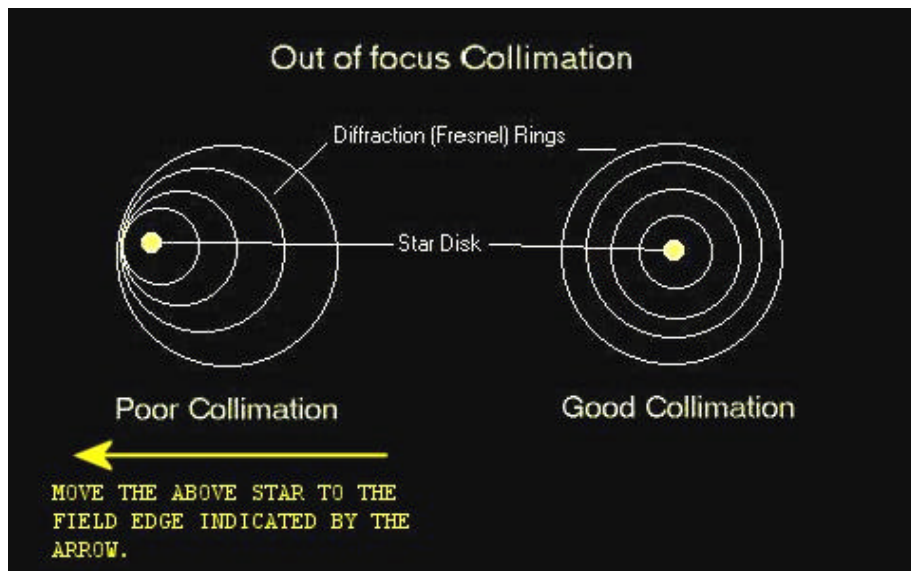 Out of focus Collimation
Diffraction (Fresnel) Rings
Star Disk
Poor Collimation
Good Collimation
MOVE THE ABOVE STAR TO THE
FIELD EDGE INDICATED BY THE
ARROW.